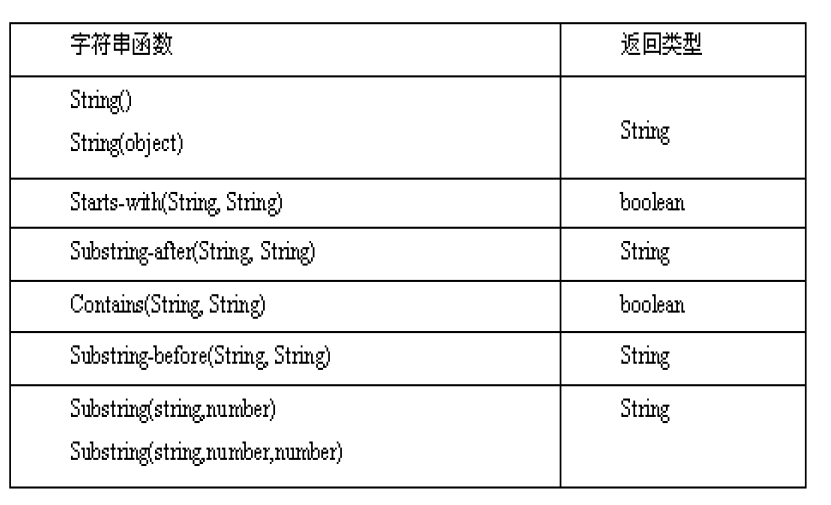 字符串函数 返回类型
String()
String(object)
String
Starts-with(String, String) boolean
Substring-after(String, String) String
Contains(String, String) boolean
Substring-before(String, String) String
Substring(string,number) String
Substring(string,number,number)